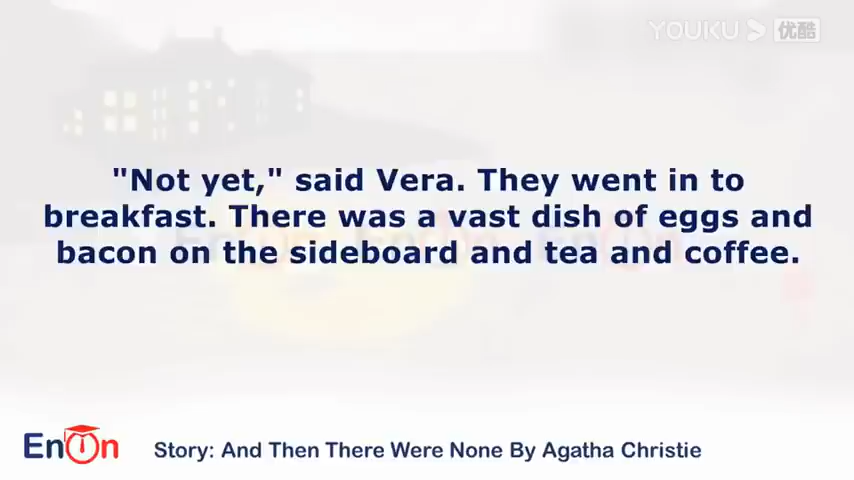 YOUKU 优酷
"Not yet," said Vera. They went in to
breakfast. There was a vast dish of eggs and
bacon on the sideboard and tea and coffee.
EnOn
Story: And Then There Were None By Agatha Christie